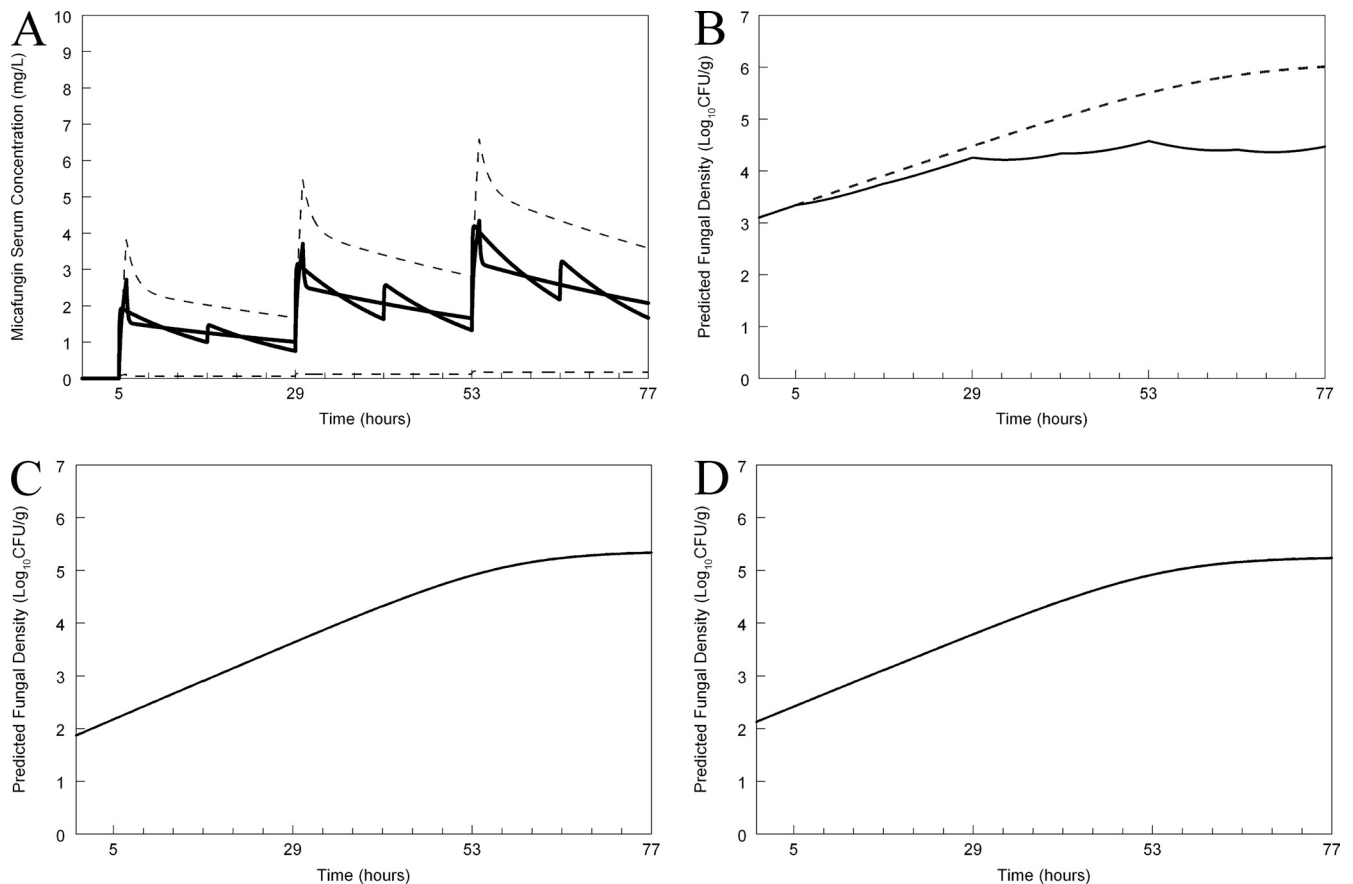 A
Micafungin Serum Concentration (mg/L)
10
9
8
7
6
5
4
3
2
1
0
5 29 53 77
Time (hours)
B
Predicted Fungal Density (Log10CFU/g)
7
6
5
4
3
2
1
0
5 29 53 77
Time (hours)
C
Predicted Fungal Density (Log10CFU/g)
7
6
5
4
3
2
1
0
5 29 53 77
Time (hours)
D
Predicted Fungal Density (Log10CFU/g)
7
6
5
4
3
2
1
0
5 29 53 77
Time (hours)